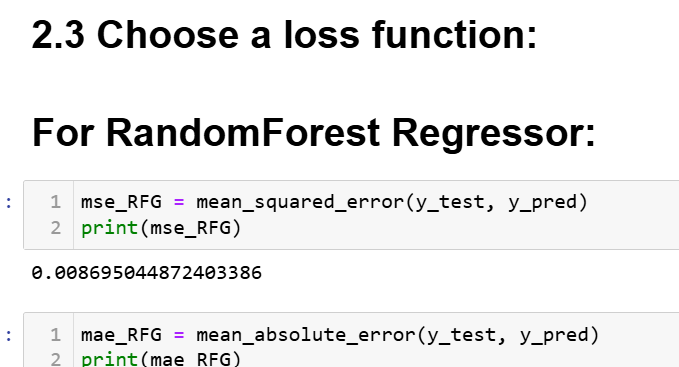 2.3 Choose a loss function:
For RandomForest Regressor:
: 1 mse_RFG = mean_squared_error(y_test, y_pred)
2 print(mse_RFG)
0.008695044872403386
: 1 mae_RFG = mean_absolute_error(y_test, y_pred)
2 print(mae_RFG)